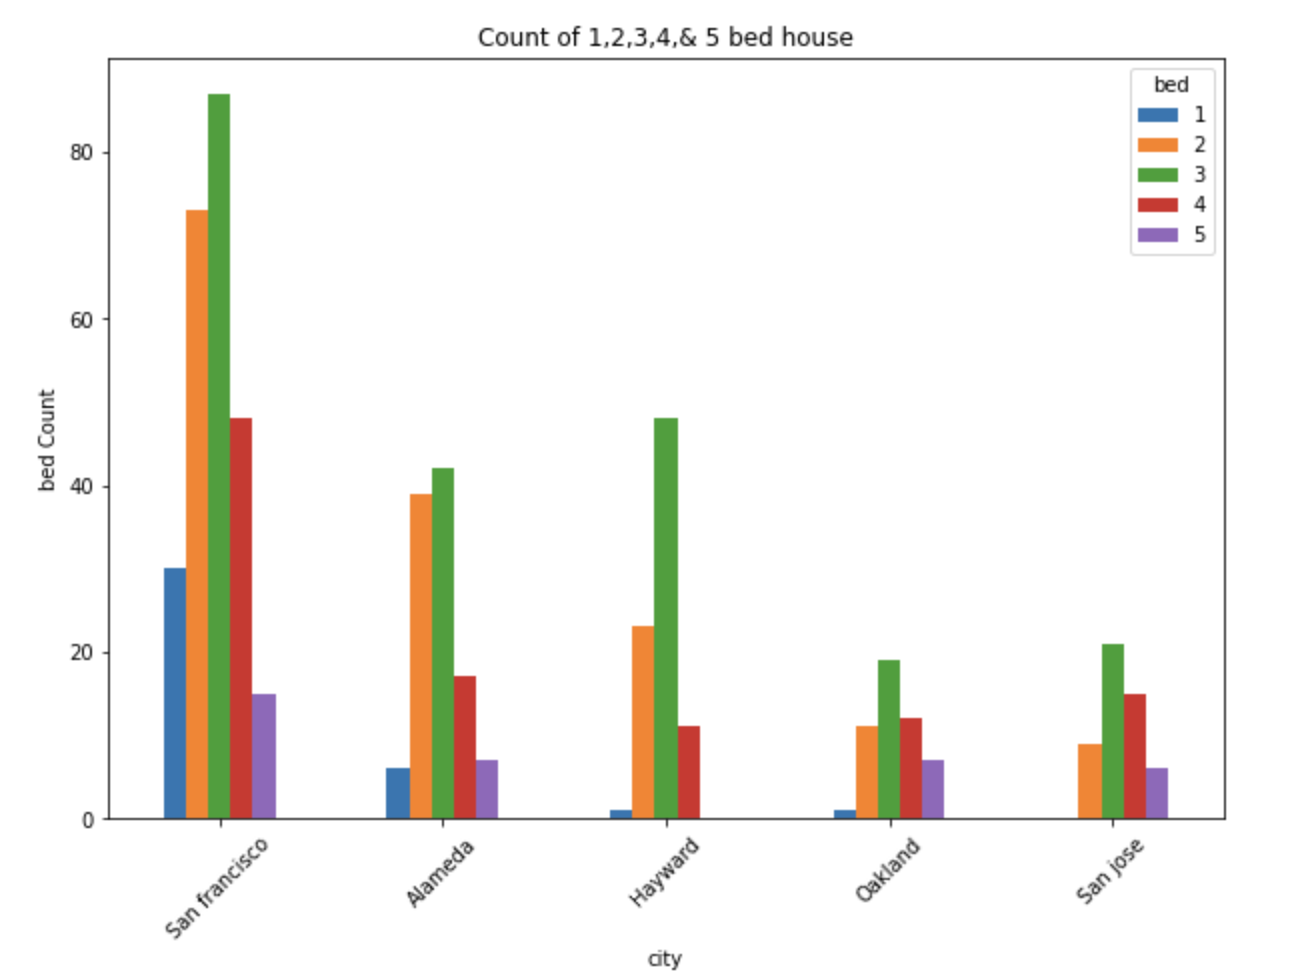 Count of 1,2,3,4,& 5 bed house
bed
1
2
3
4
5
80
60
40
20
0
bed Count
San francisco
Alameda
Hayward
Oakland
San jose
city